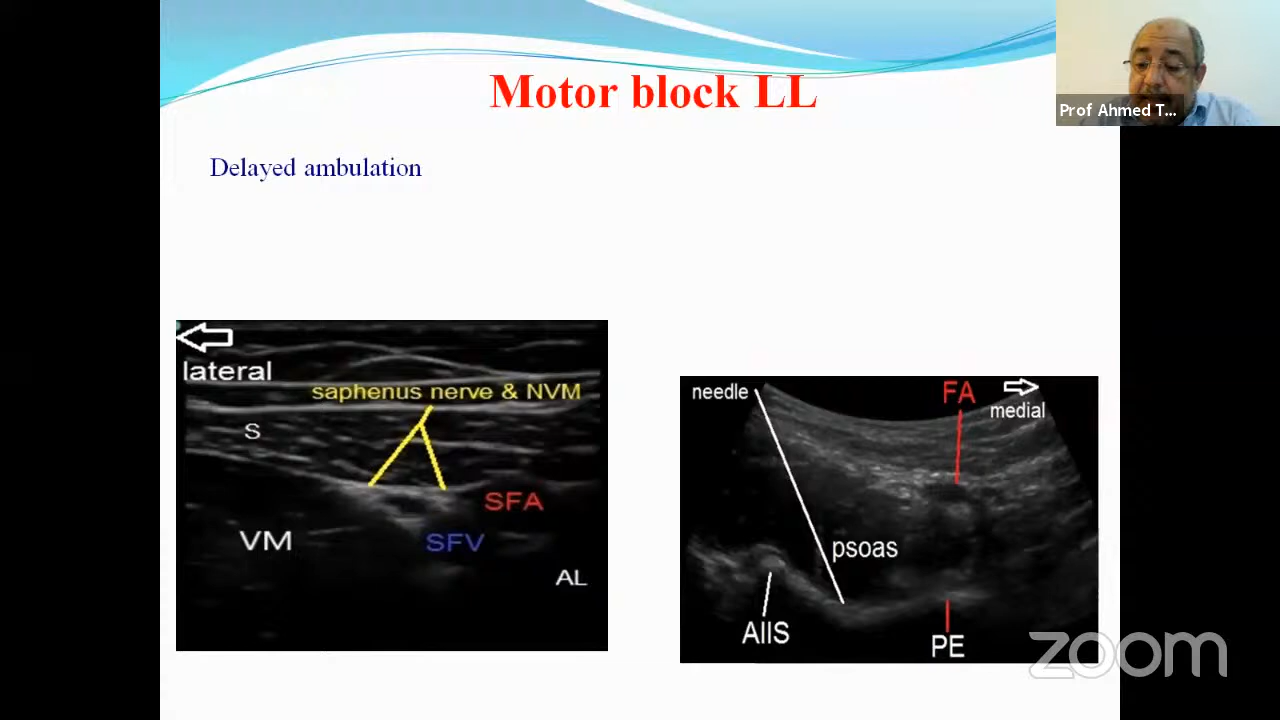 Motor block LL
Prof Ahmed T...
Delayed ambulation
lateral
saphenus nerve & NVM
S
SFA
VM
SFV
AL
needle
FA
medial
psoas
AIIS
PE
zoom